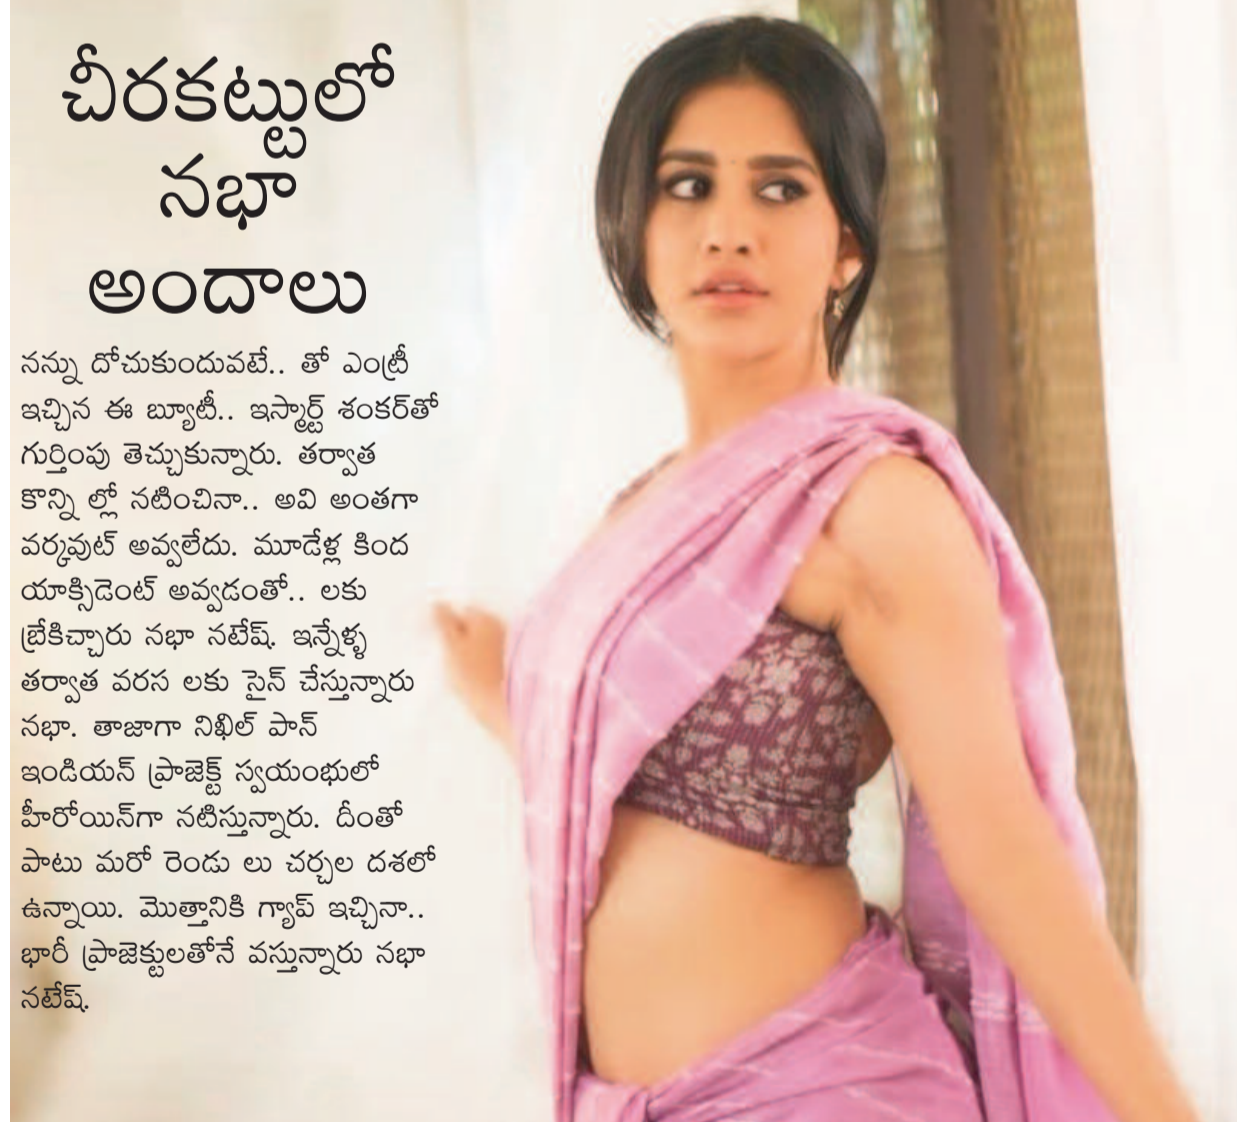 చీరకట్టులో
నభా
అందాలు
నన్ను దోచుకుందువటే.. తో ఎంట్రీ
ఇచ్చిన ఈ బ్యూటీ.. ఇస్మార్ట్ శంకర్‌తో
గుర్తింపు తెచ్చుకున్నారు. తర్వాత
కొన్ని ల్లో నటించినా.. అవి అంతగా
వర్కవుట్ అవ్వలేదు. మూడేళ్ల కింద
యాక్సిడెంట్ అవ్వడంతో.. లకు
బ్రేకిచ్చారు నభా నటేష్. ఇన్నేళ్ళ
తర్వాత వరస లకు సైన్ చేస్తున్నారు
నభా. తాజాగా నిఖిల్ పాన్
ఇండియన్ ప్రాజెక్ట్ స్వయంభులో
హీరోయిన్‌గా నటిస్తున్నారు. దీంతో
పాటు మరో రెండు లు చర్చల దశలో
ఉన్నాయి. మొత్తానికి గ్యాప్ ఇచ్చినా..
భారీ ప్రాజెక్టులతోనే వస్తున్నారు నభా
నటేష్.